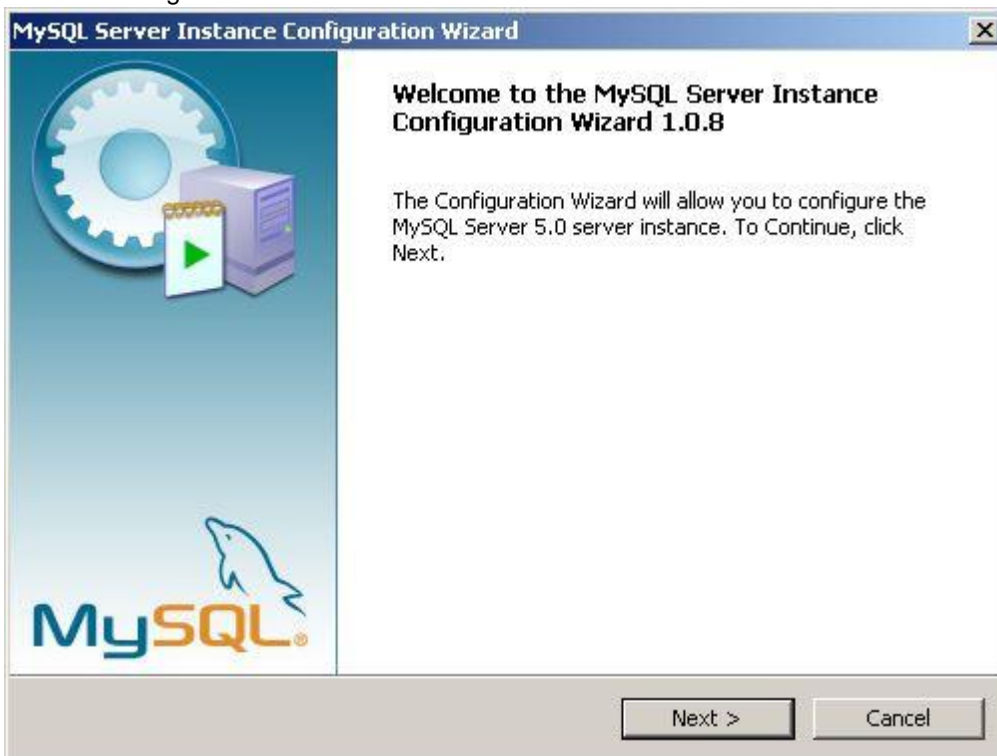 MySQL Server Instance Configuration Wizard
Welcome to the MySQL Server Instance
Configuration Wizard 1.0.8
The Configuration Wizard will allow you to configure the
MySQL Server 5.0 server instance. To Continue, click
Next.
MySQL®
Next >
Cancel